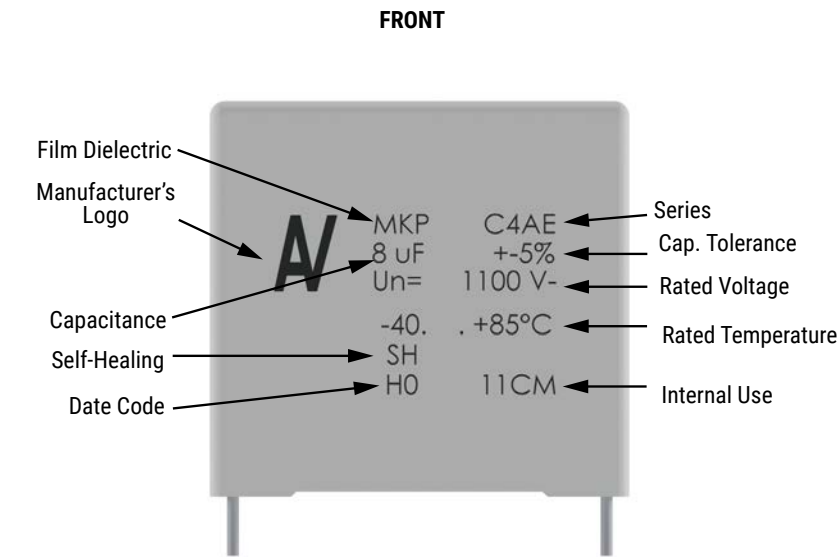 FRONT
Film Dielectric
Manufacturer's
Logo
Capacitance
Self-Healing
Date Code
MKP C4AE
8 uF +-5%
Un= 1100 V-
-40. . +85°C
SH
H0 11CM
Series
Cap. Tolerance
Rated Voltage
Rated Temperature
Internal Use